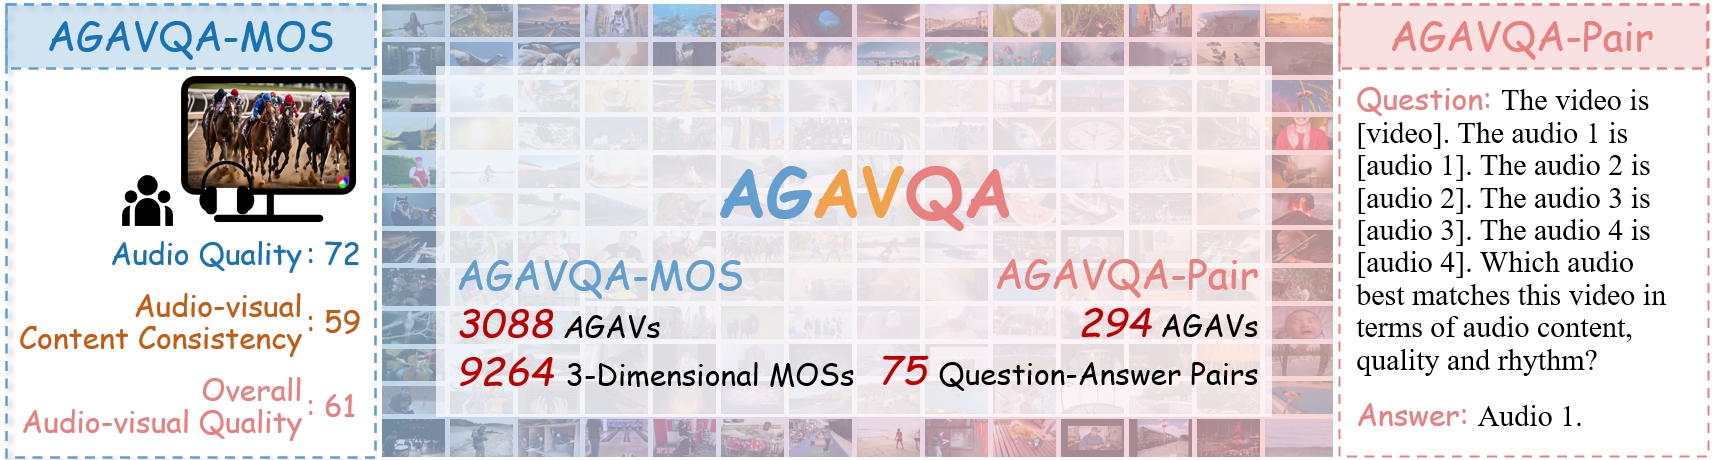 AGAVQA-MOS
Audio Quality : 72
Audio-visual
Content Consistency : 59
Overall
Audio-visual Quality : 61
AGAVQA
AGAVQA-MOS
3088 AGAVs
9264 3-Dimensional MOSs
AGAVQA-Pair
294 AGAVs
75 Question-Answer Pairs
AGAVQA-Pair
Question: The video is
[video]. The audio 1 is
[audio 1]. The audio 2 is
[audio 2]. The audio 3 is
[audio 3]. The audio 4 is
[audio 4]. Which audio
best matches this video in
terms of audio content,
quality and rhythm?
Answer: Audio 1.